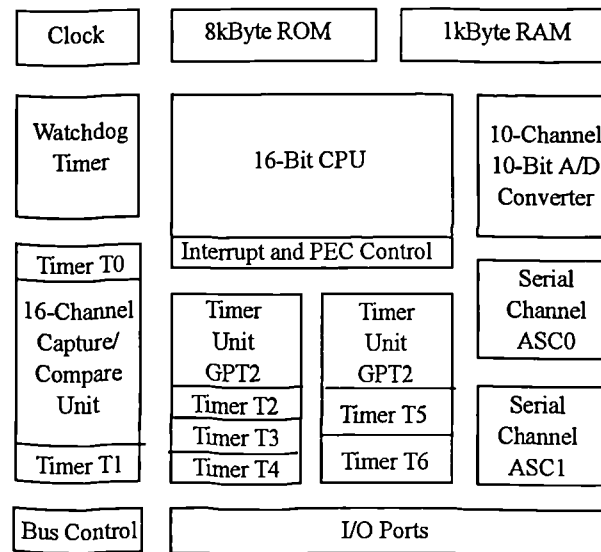 Clock
8kByte ROM
1kByte RAM
Watchdog
Timer
16-Bit CPU
10-Channel
10-Bit A/D
Converter
Interrupt and PEC Control
Timer T0
16-Channel
Capture/
Compare
Unit
Timer T1
Timer
Unit
GPT2
Timer T2
Timer T3
Timer T4
Timer
Unit
GPT2
Timer T5
Timer T6
Serial
Channel
ASC0
Serial
Channel
ASC1
Bus Control
I/O Ports